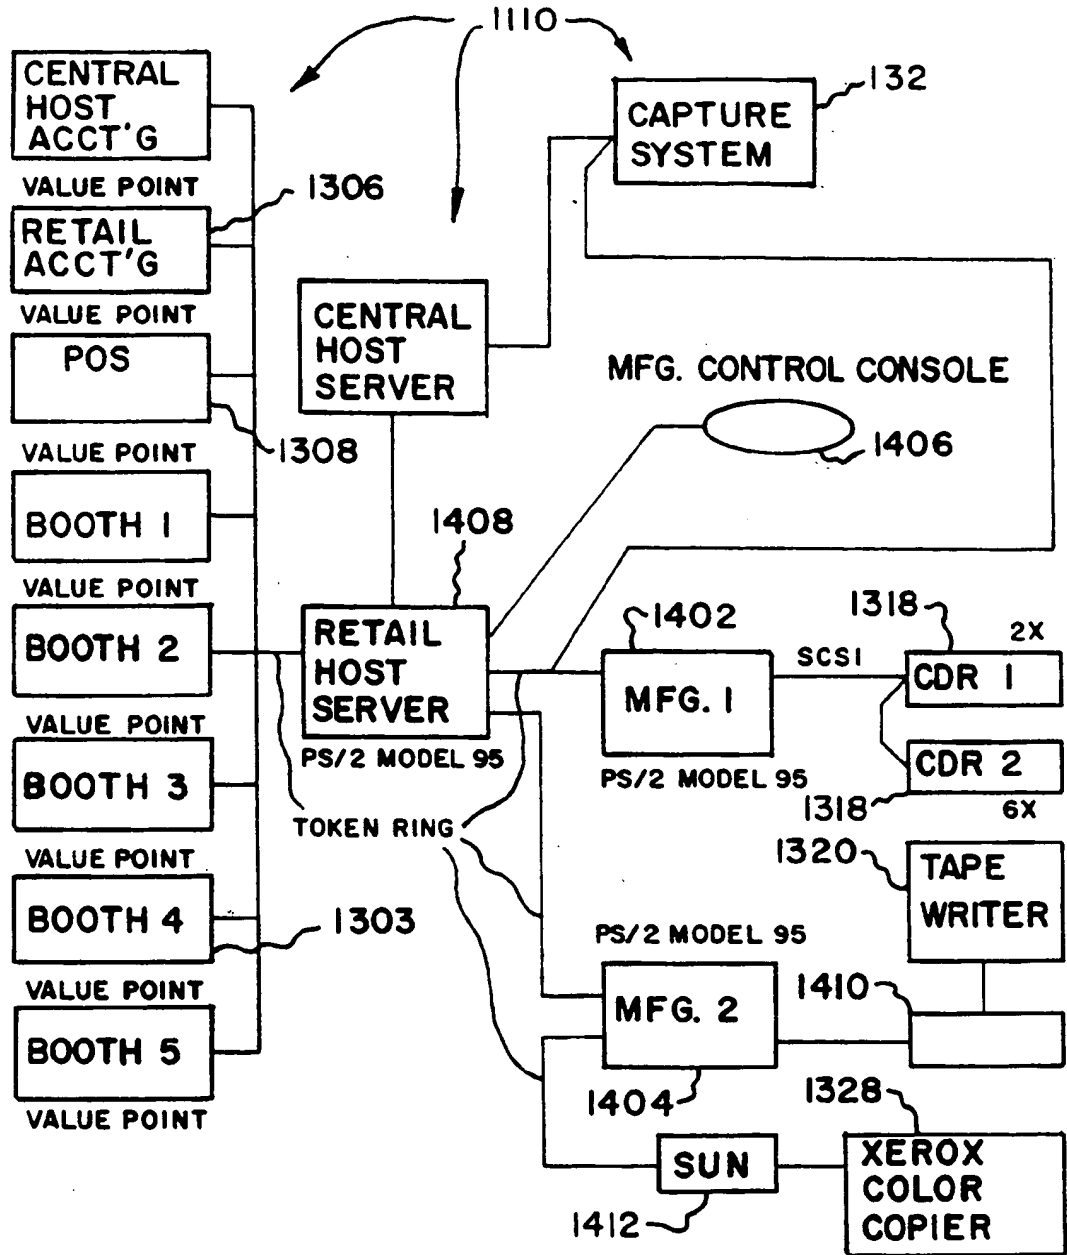 1110
CENTRAL
HOST
ACCT'G
VALUE POINT
1306
RETAIL
ACCT'G
VALUE POINT
POS
1308
VALUE POINT
BOOTH 1
VALUE POINT
BOOTH 2
VALUE POINT
BOOTH 3
VALUE POINT
BOOTH 4
1303
VALUE POINT
BOOTH 5
VALUE POINT
CAPTURE
SYSTEM
132
CENTRAL
HOST
SERVER
MFG. CONTROL CONSOLE
1406
1408
RETAIL
HOST
SERVER
PS/2 MODEL 95
TOKEN RING
1402
MFG. 1
PS/2 MODEL 95
SCSI
1318
2X
CDR 1
CDR 2
1318
6X
1320
TAPE
WRITER
PS/2 MODEL 95
MFG. 2
1404
1410
1328
SUN
1412
XEROX
COLOR
COPIER